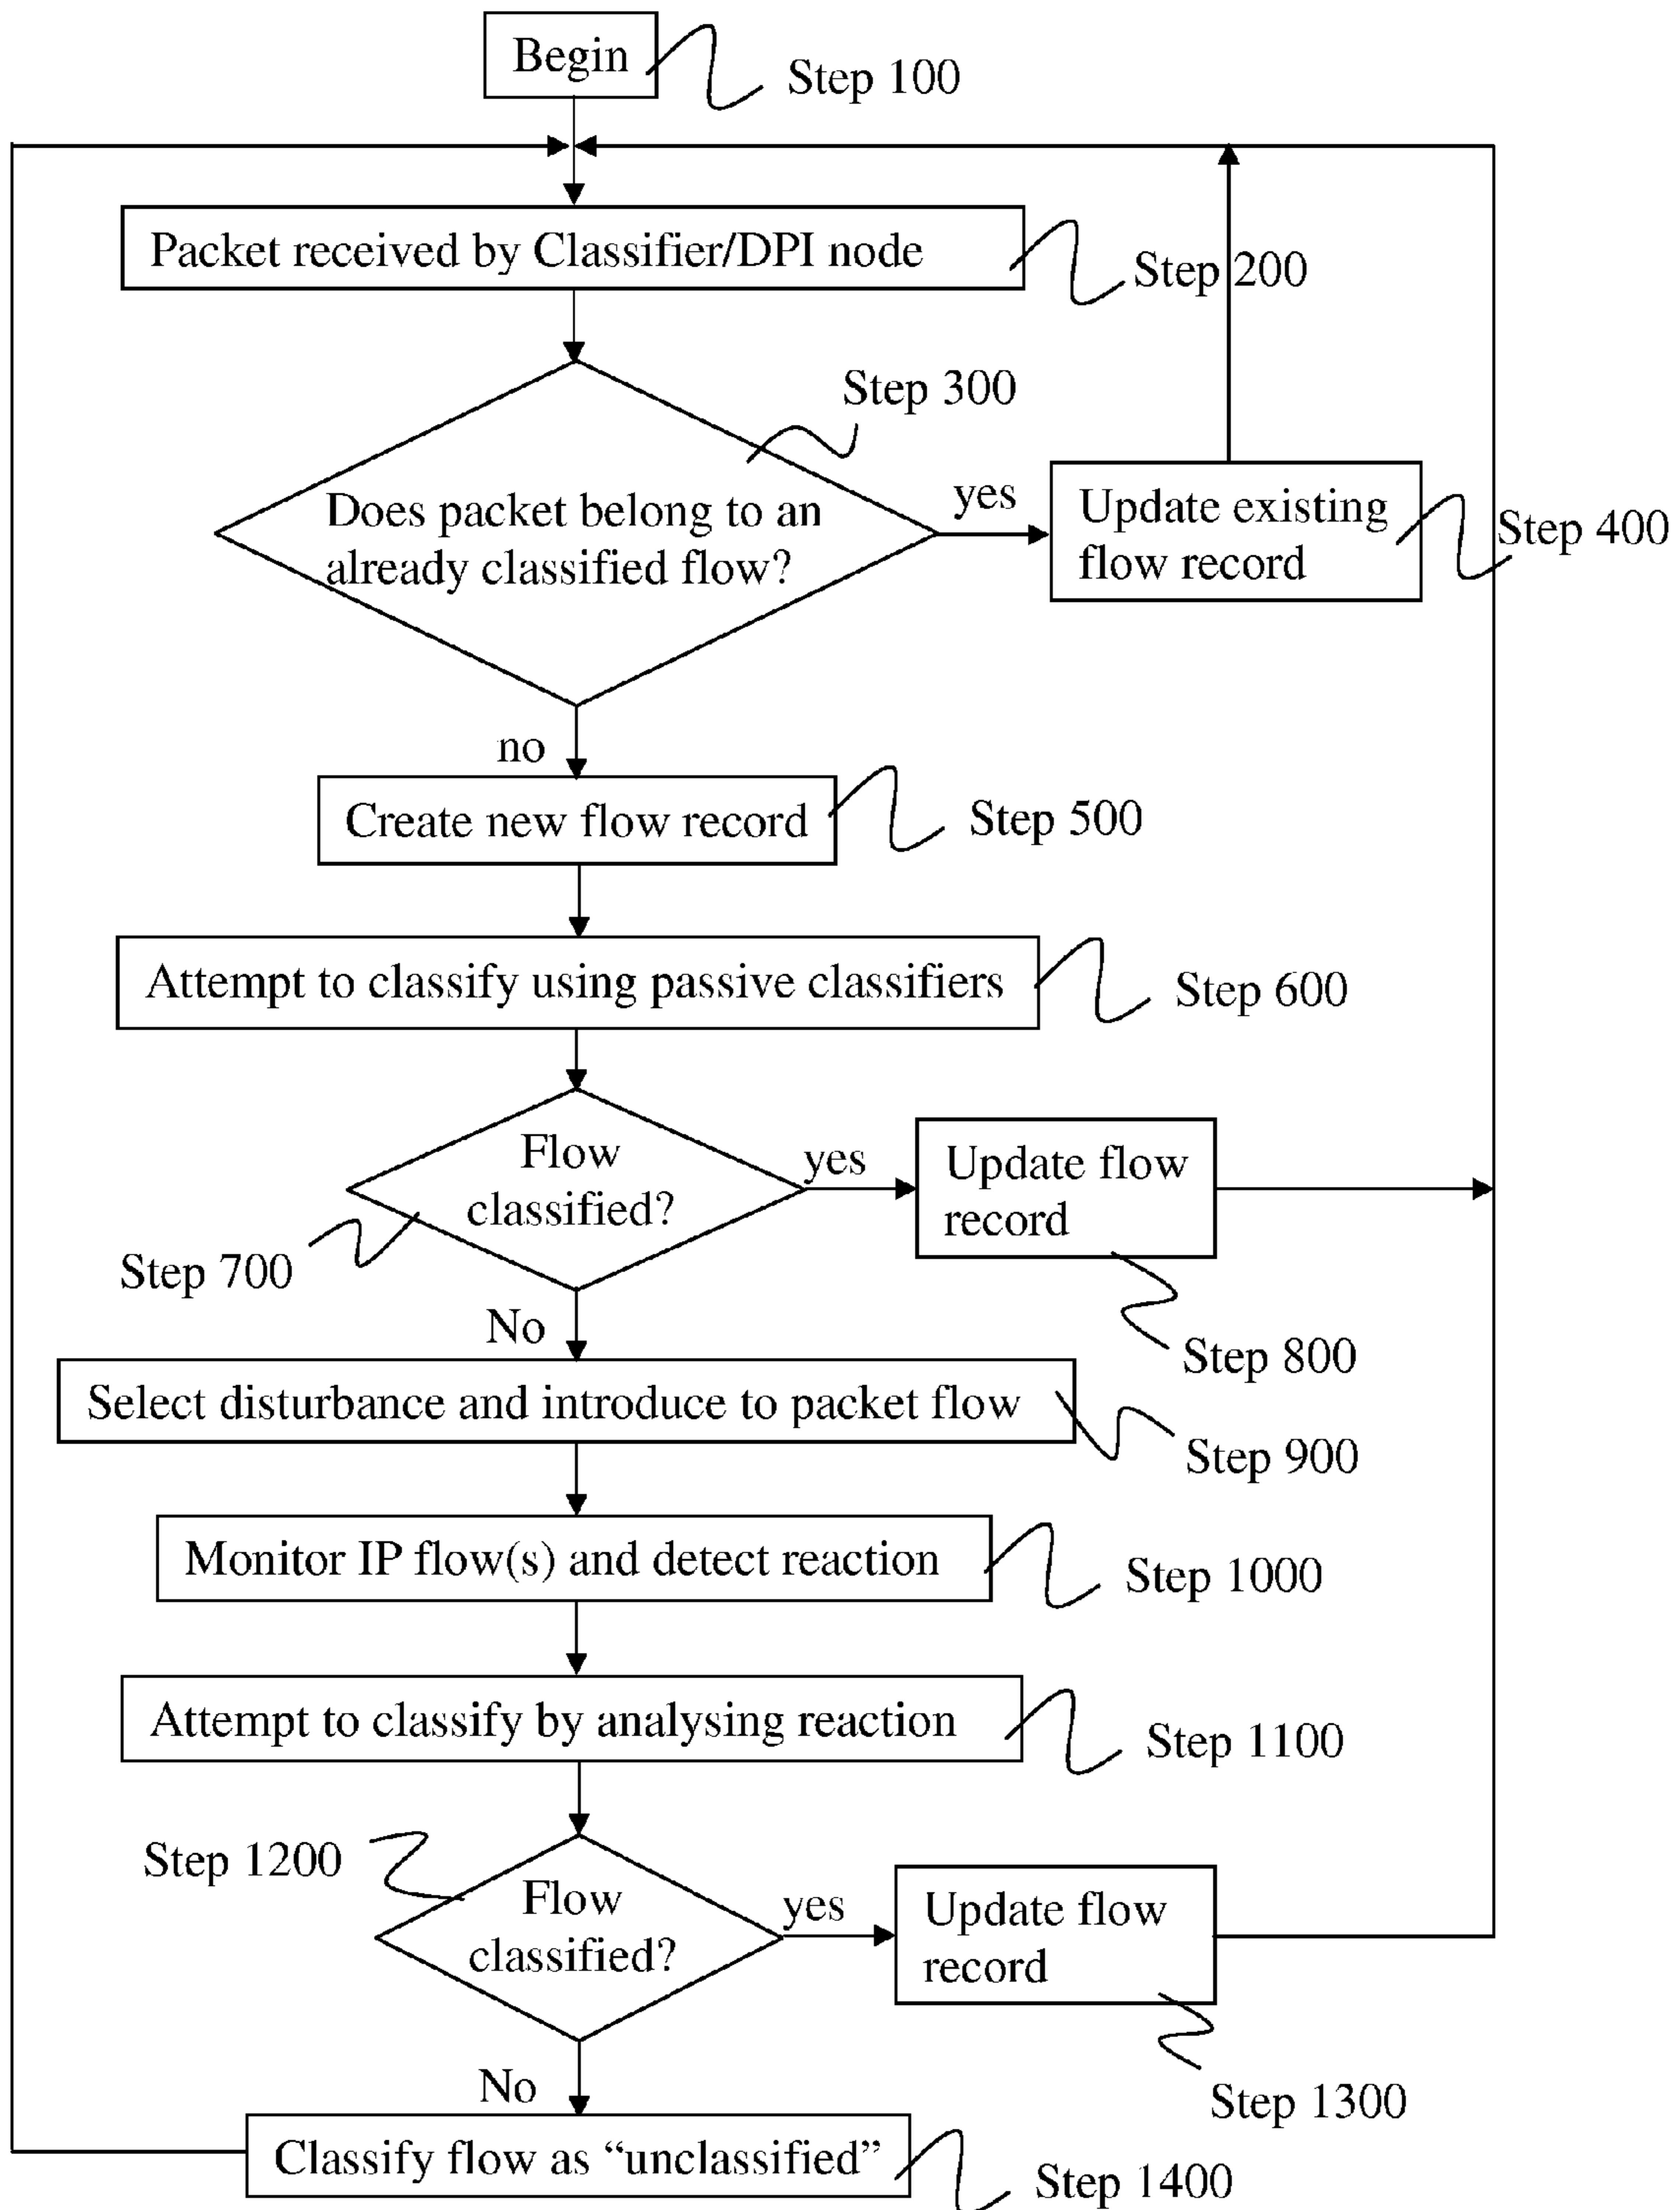 Begin
Step 100
Packet received by Classifier/DPI node
Step 200
Step 300
Does packet belong to an
already classified flow?
yes
Update existing
flow record
Step 400
no
Create new flow record
Step 500
Attempt to classify using passive classifiers
Step 600
Flow
classified?
yes
Update flow
record
Step 700
No
Step 800
Select disturbance and introduce to packet flow
Step 900
Monitor IP flow(s) and detect reaction
Step 1000
Attempt to classify by analysing reaction
Step 1100
Step 1200
Flow
classified?
yes
Update flow
record
No
Step 1300
Classify flow as “unclassified”
Step 1400